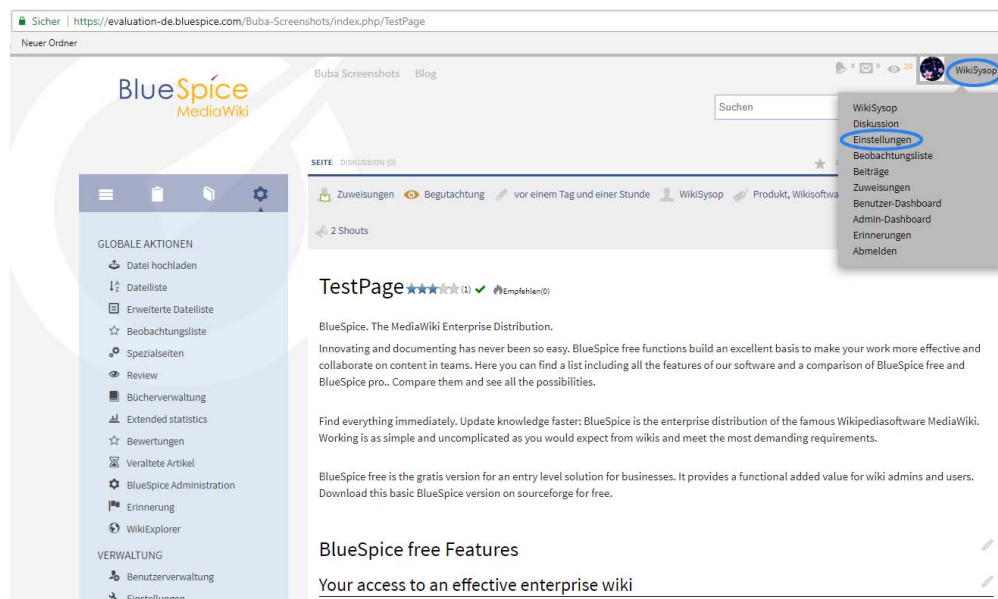 Sicher | https://evaluation-de.bluespice.com/Buba-Screenshots/index.php/TestPage
Neuer Ordner
BlueSpice
MediaWiki
Buba Screenshots Blog
WikiSysop
Suchen
WikiSysop
Diskussion
Einstellungen
Beobachtungsliste
Beiträge
Zuweisungen
Benutzer-Dashboard
Admin-Dashboard
Erinnerungen
Abmelden
SEITE DISKUSSION (0)
Zuweisungen Begutachtung vor einem Tag und einer Stunde WikiSysop Produkt, Wikisoftwa
2 Shouts
GLOBALE AKTIONEN
Datei hochladen
Dateiliste
Erweiterte Dateiliste
Beobachtungsliste
Spezialseiten
Review
Bücherverwaltung
Extended statistics
Bewertungen
Veraltete Artikel
BlueSpice Administration
Erinnerung
WikiExplorer
VERWALTUNG
Benutzerverwaltung
Einstellungen
TestPage (1) Empfehlen(0)
BlueSpice. The MediaWiki Enterprise Distribution.
Innovating and documenting has never been so easy. BlueSpice free functions build an excellent basis to make your work more effective and
collaborate on content in teams. Here you can find a list including all the features of our software and a comparison of BlueSpice free and
BlueSpice pro.. Compare them and see all the possibilities.
Find everything immediately. Update knowledge faster: BlueSpice is the enterprise distribution of the famous Wikipediasoftware MediaWiki.
Working is as simple and uncomplicated as you would expect from wikis and meet the most demanding requirements.
BlueSpice free is the gratis version for an entry level solution for businesses. It provides a functional added value for wiki admins and users.
Download this basic BlueSpice version on sourceforge for free.
BlueSpice free Features
Your access to an effective enterprise wiki